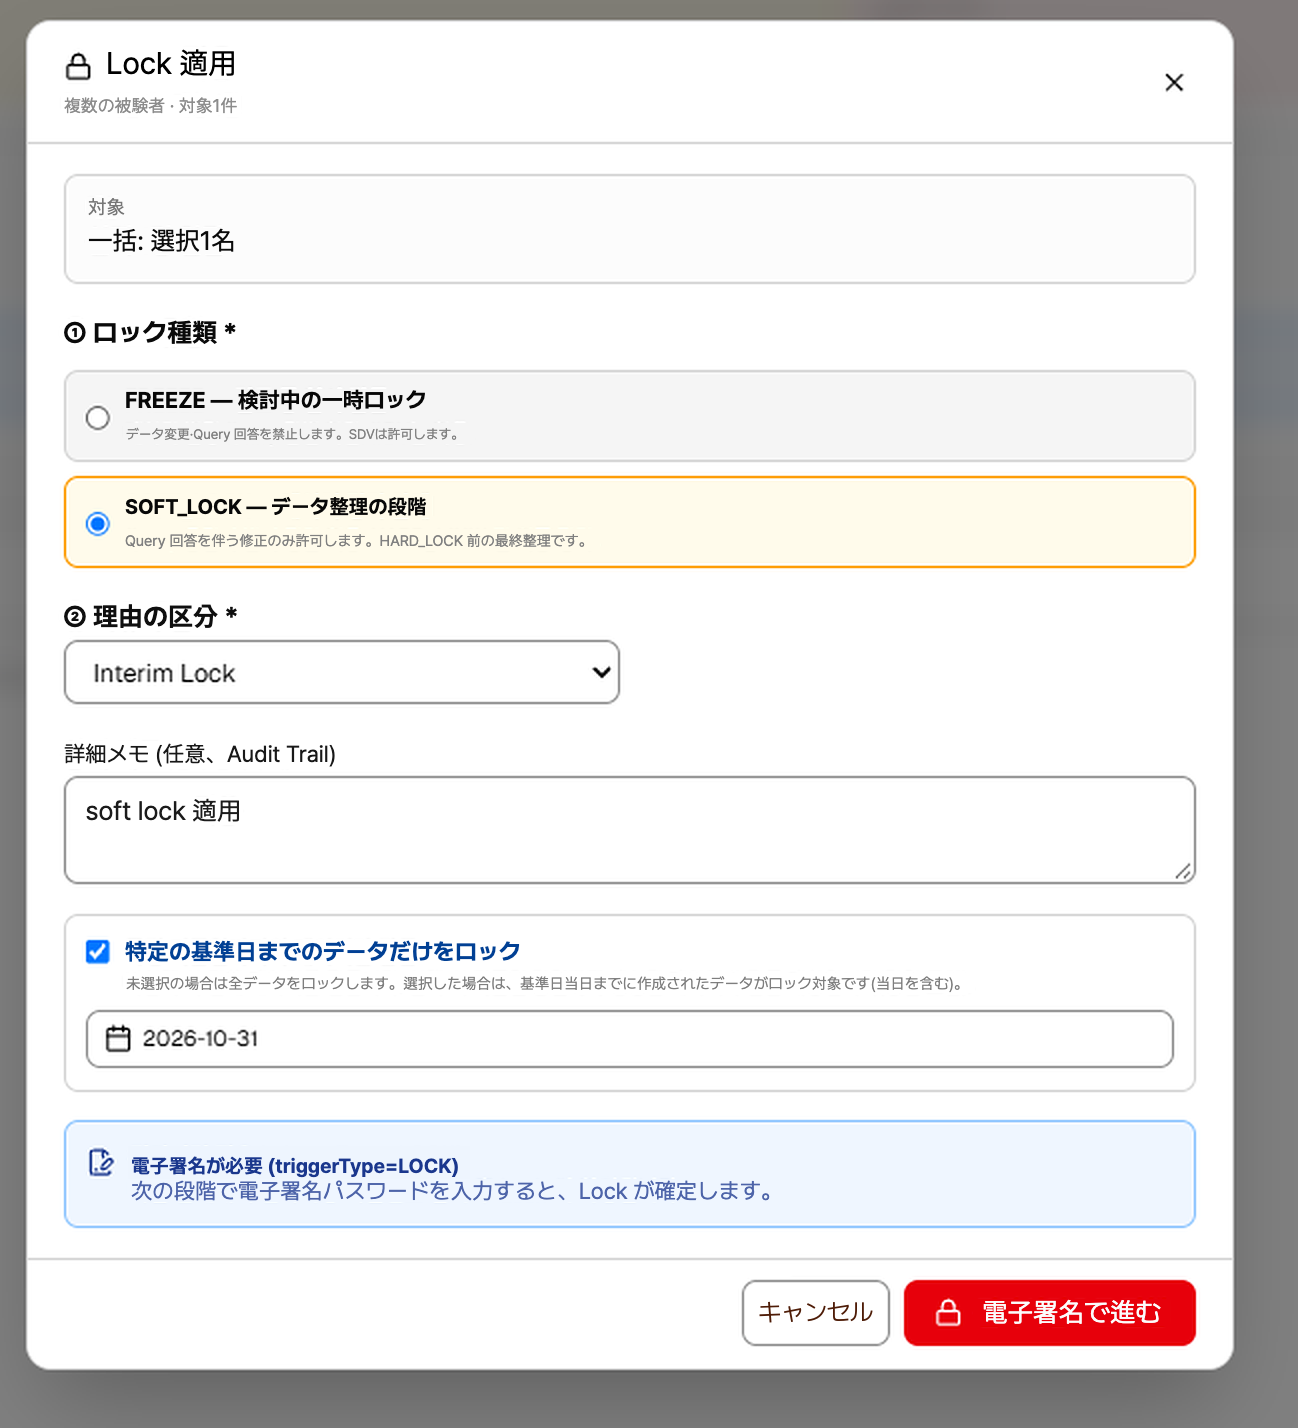 Lock 適用
複数の被験者 · 対象1件
対象
一括: 選択1名
① ロック種類 *
FREEZE — 検討中の一時ロック
データ変更·Query 回答を禁止します。SDVは許可します。
SOFT_LOCK — データ整理の段階
Query 回答を伴う修正のみ許可します。HARD_LOCK 前の最終整理です。
② 理由の区分 *
Interim Lock
詳細メモ (任意、Audit Trail)
soft lock 適用
特定の基準日までのデータだけをロック
未選択の場合は全データをロックします。選択した場合は、基準日当日までに作成されたデータがロック対象です(当日を含む)。
2026-10-31
電子署名が必要 (triggerType=LOCK)
次の段階で電子署名パスワードを入力すると、Lock が確定します。
キャンセル
電子署名で進む